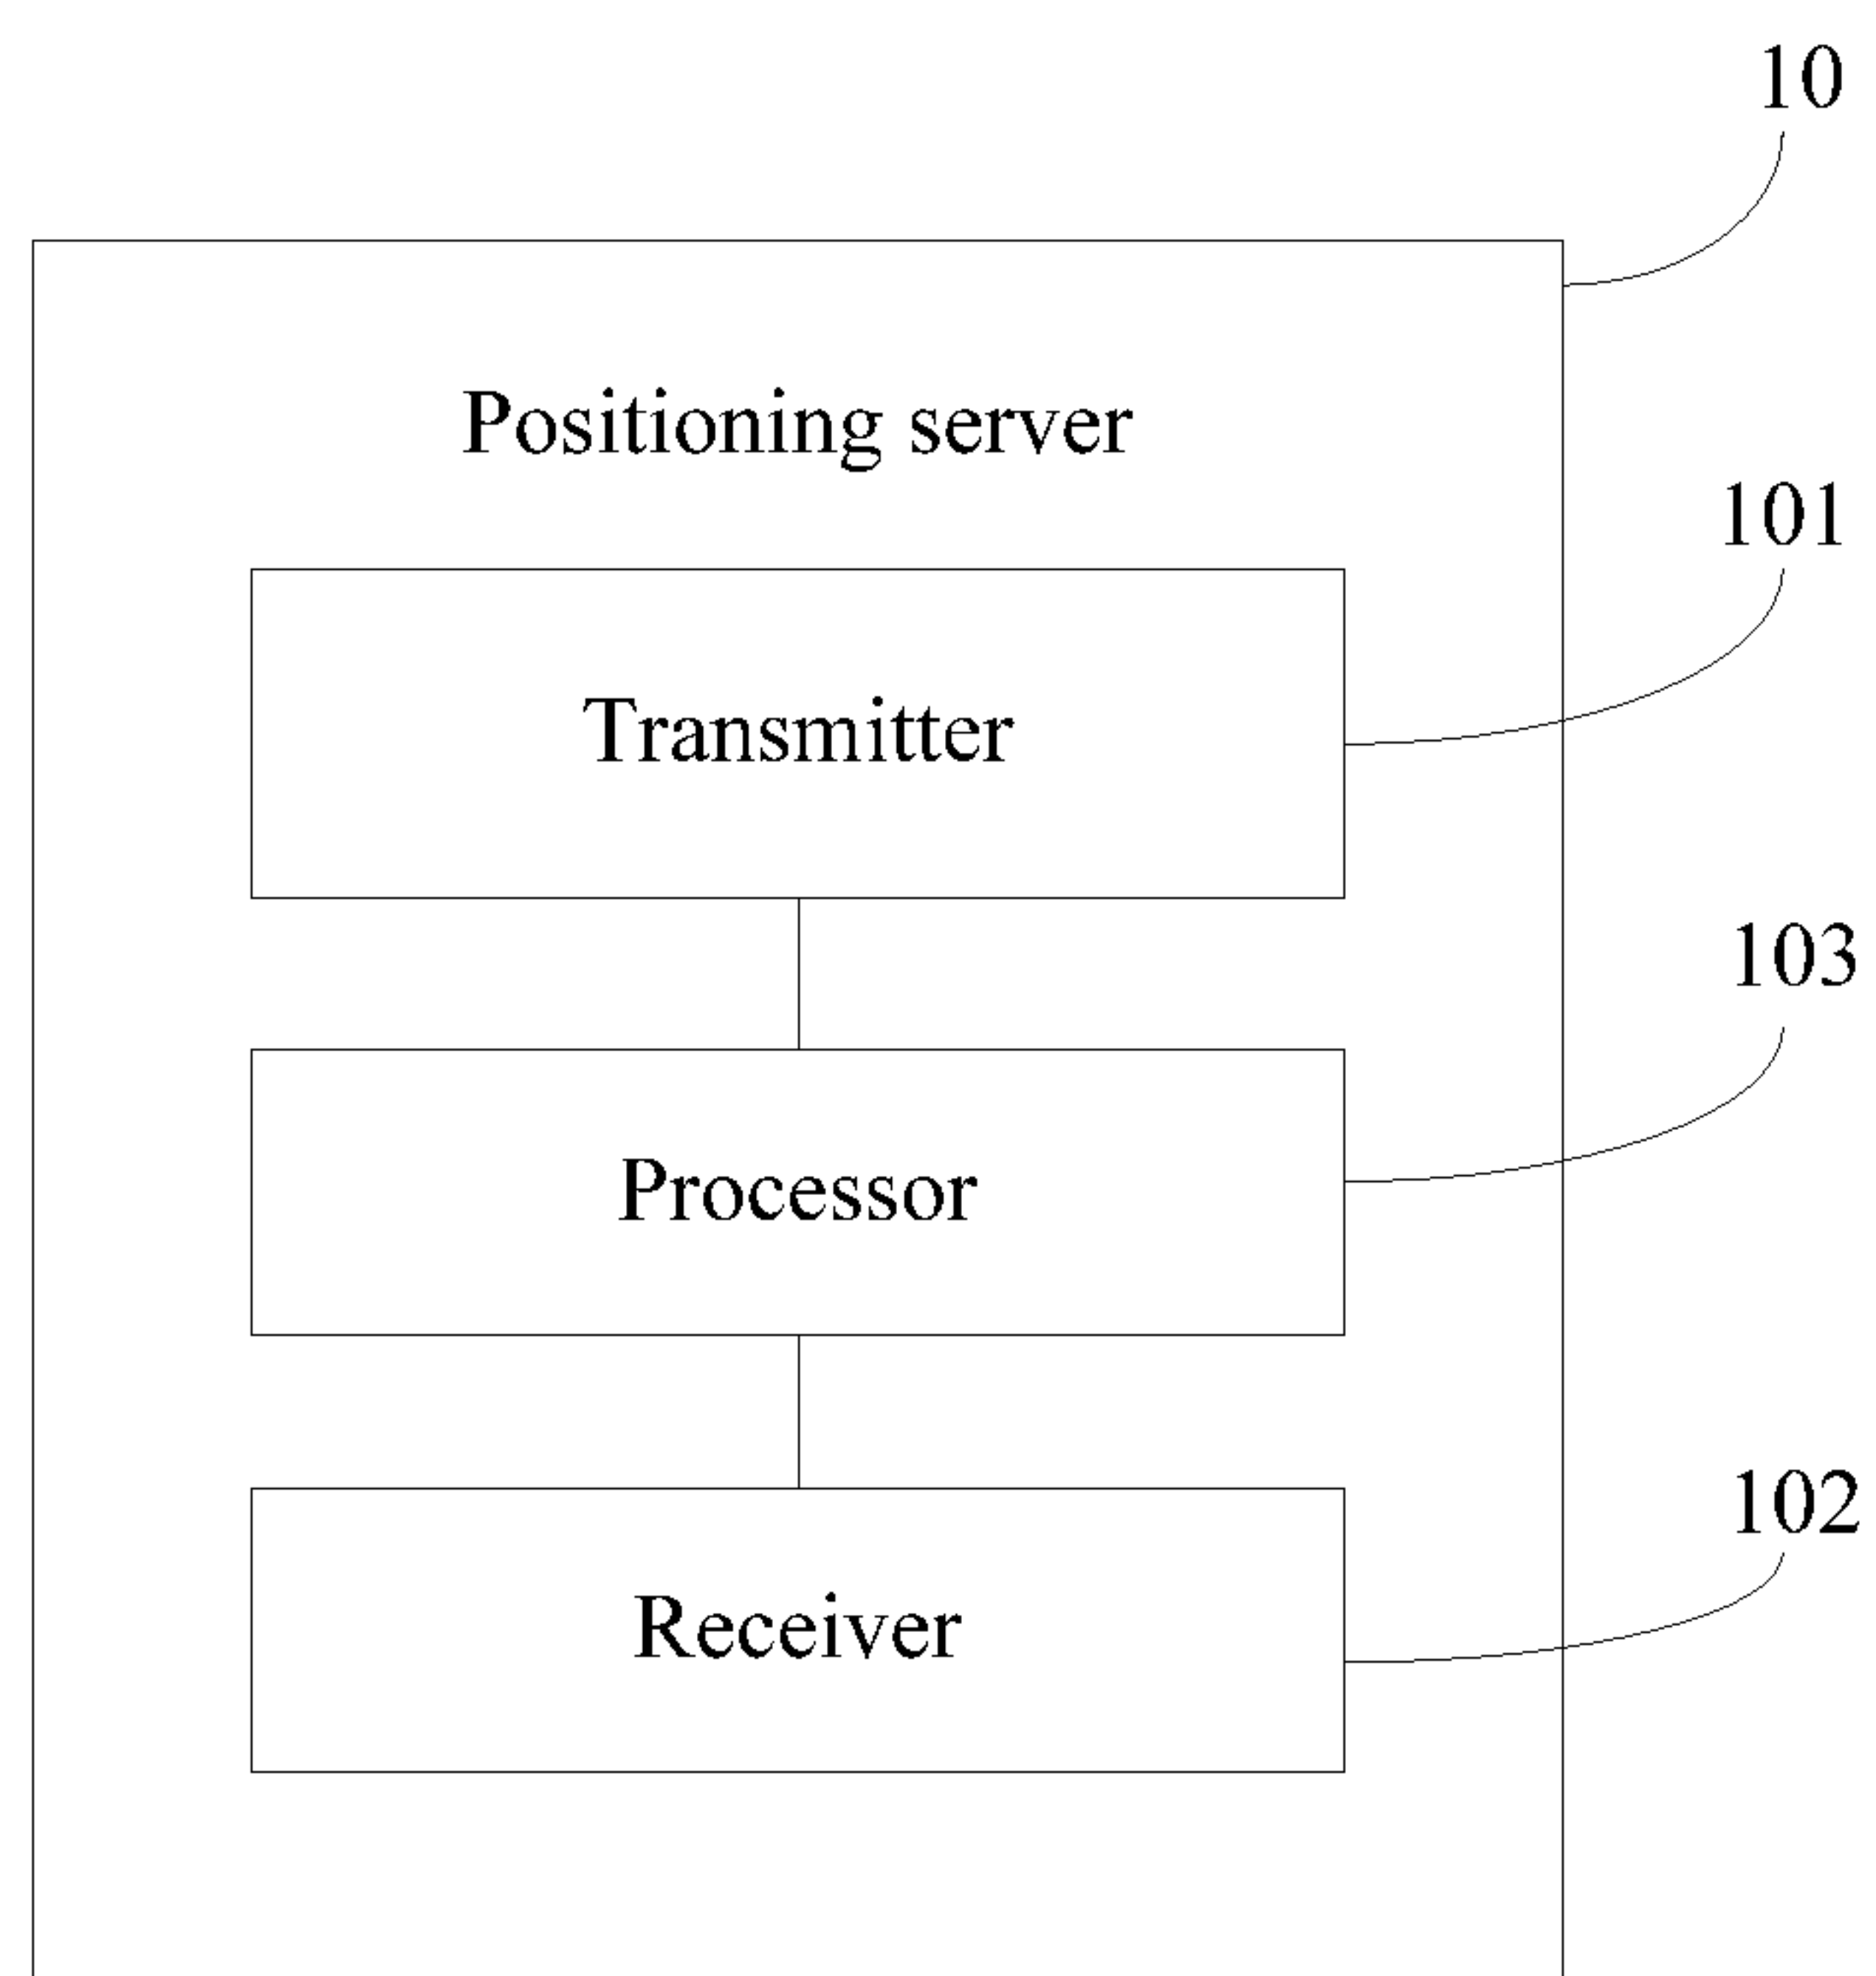 10
Positioning server
101
Transmitter
103
Processor
102
Receiver